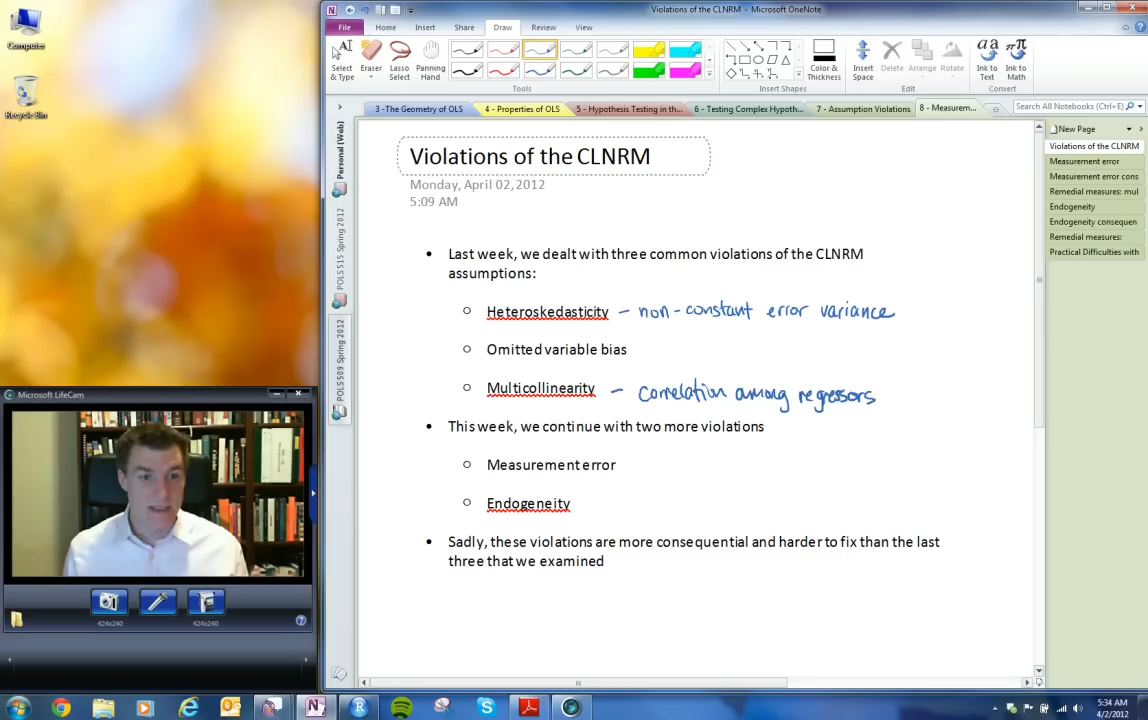 Violations of the CLNRM - Microsoft OneNote
Computer
Recycle Bin
File Home Insert Share Draw Review View
Select & Type
Eraser
Lasso Select
Panning Hand
Color & Thickness
Insert Space
Delete
Arrange
Rotate
Ink to Text
Ink to Math
Tools
Insert Shapes
Edit
Convert
3 -The Geometry of OLS
4 - Properties of OLS
5 - Hypothesis Testing in th...
6 - Testing Complex Hypoth...
7 - Assumption Violations
8 - Measurem...
Search All Notebooks (Ctrl+E)
Personal (Web)
POLS 515 Spring 2012
POLS 509 Spring 2012
New Page
Violations of the CLNRM
Measurement error
Measurement error cons
Remedial measures: mul
Endogeneity
Endogeneity consequen
Remedial measures:
Practical Difficulties with
Violations of the CLNRM
Monday, April 02, 2012
5:09 AM
• Last week, we dealt with three common violations of the CLNRM
assumptions:
○ Heteroskedasticity – non-constant error variance
○ Omitted variable bias
○ Multicollinearity – correlation among regressors
• This week, we continue with two more violations
○ Measurement error
○ Endogeneity
• Sadly, these violations are more consequential and harder to fix than the last
three that we examined
Microsoft LifeCam
424x240
424x240
5:34 AM
4/2/2012